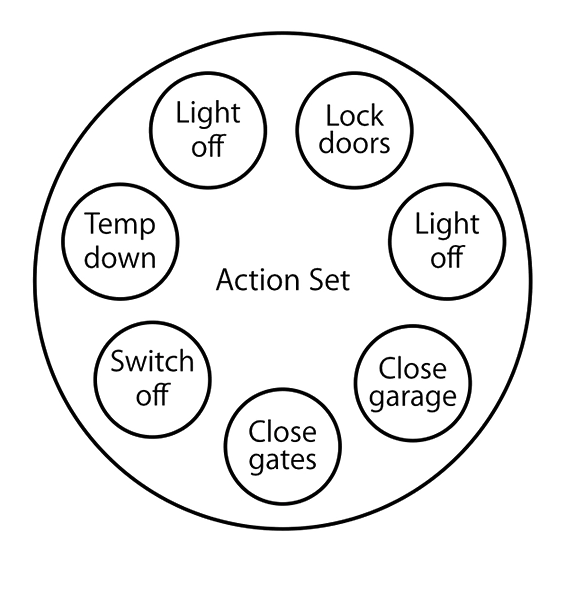 Light
off
Lock
doors
Temp
down
Light
off
Action Set
Switch
off
Close
garage
Close
gates